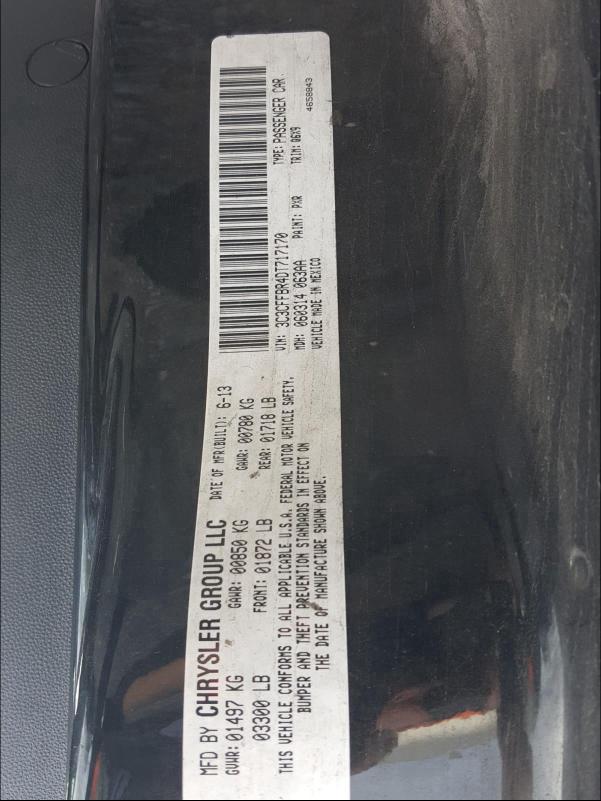 MFD BY CHRYSLER GROUP LLC
DATE OF MFR(BUILT): 6-13
GVWR: 01497 KG
GAWR: 00850 KG
GAWR: 00780 KG
03300 LB
FRONT: 01872 LB
REAR: 01718 LB
THIS VEHICLE CONFORMS TO ALL APPLICABLE U.S.A. FEDERAL MOTOR VEHICLE SAFETY,
BUMPER AND THEFT PREVENTION STANDARDS IN EFFECT ON
THE DATE OF MANUFACTURE SHOWN ABOVE.
VIN: 3C3CFFBR4DT717170
TYPE: PASSENGER CAR
MDH: 060314 063AA
PAINT: PXR
TRIM: 06X9
VEHICLE MADE IN MEXICO
4658843